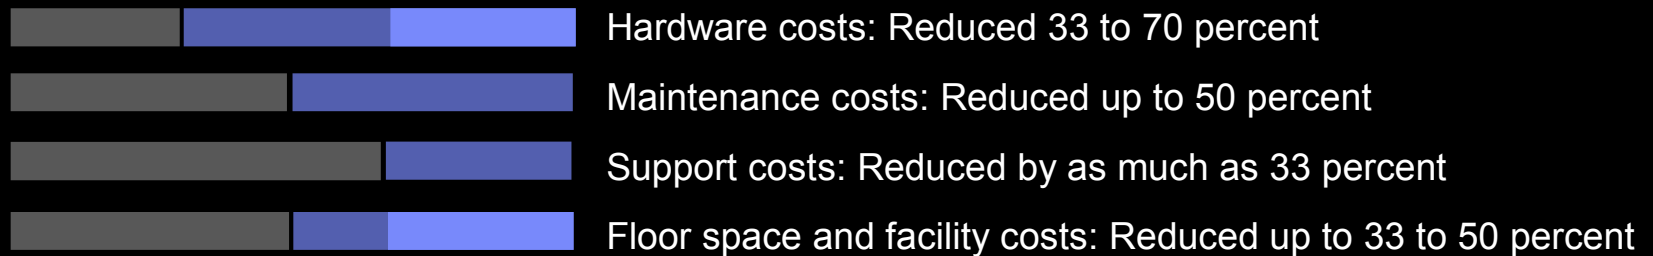 Hardware costs: Reduced 33 to 70 percent
Maintenance costs: Reduced up to 50 percent
Support costs: Reduced by as much as 33 percent
Floor space and facility costs: Reduced up to 33 to 50 percent